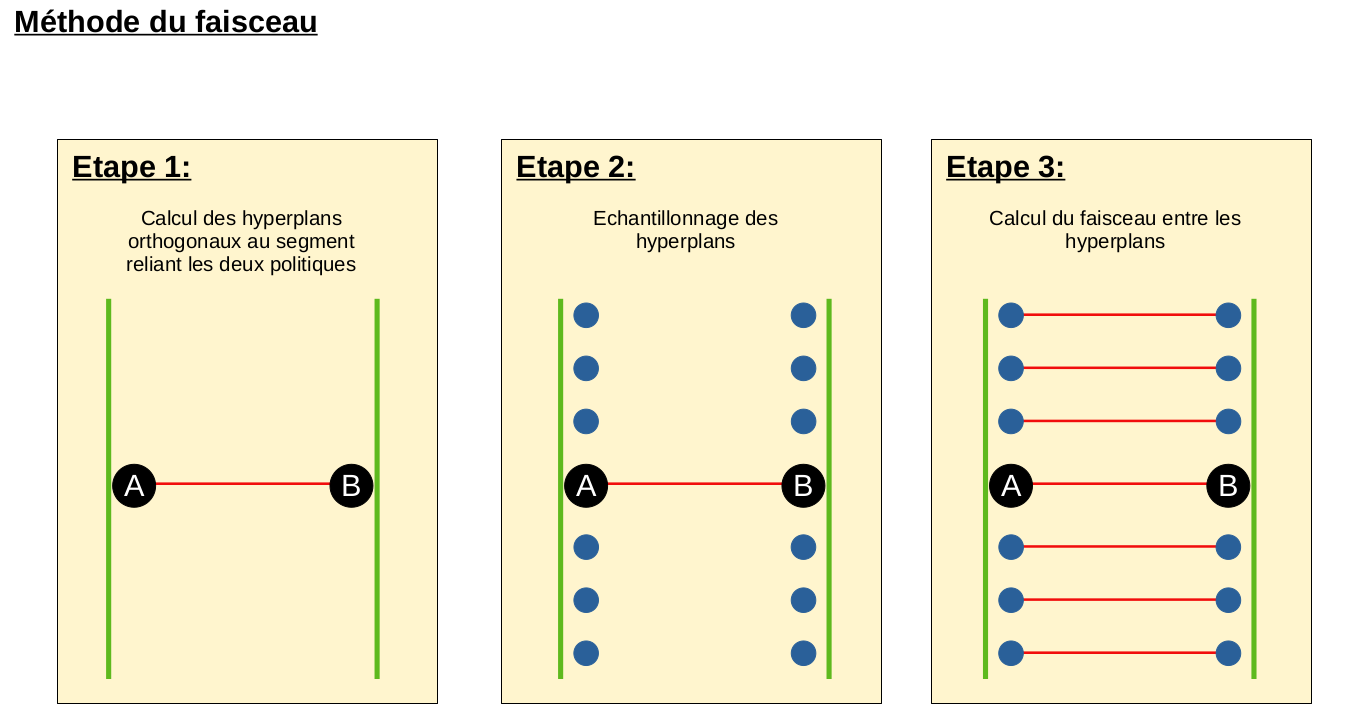 Méthode du faisceau
Etape 1:
Calcul des hyperplans
orthogonaux au segment
reliant les deux politiques
A
B
Etape 2:
Echantillonnage des
hyperplans
A
B
Etape 3:
Calcul du faisceau entre les
hyperplans
A
B